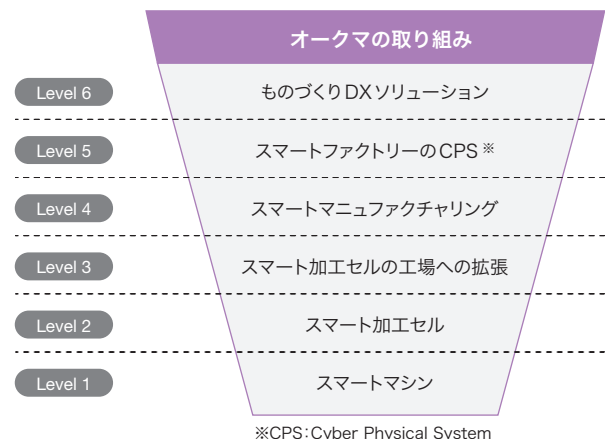 オークマの取り組み
Level 6 ものづくりDXソリューション
Level 5 スマートファクトリーのCPS※
Level 4 スマートマニュファクチャリング
Level 3 スマート加工セルの工場への拡張
Level 2 スマート加工セル
Level 1 スマートマシン
※CPS：Cyber Physical System